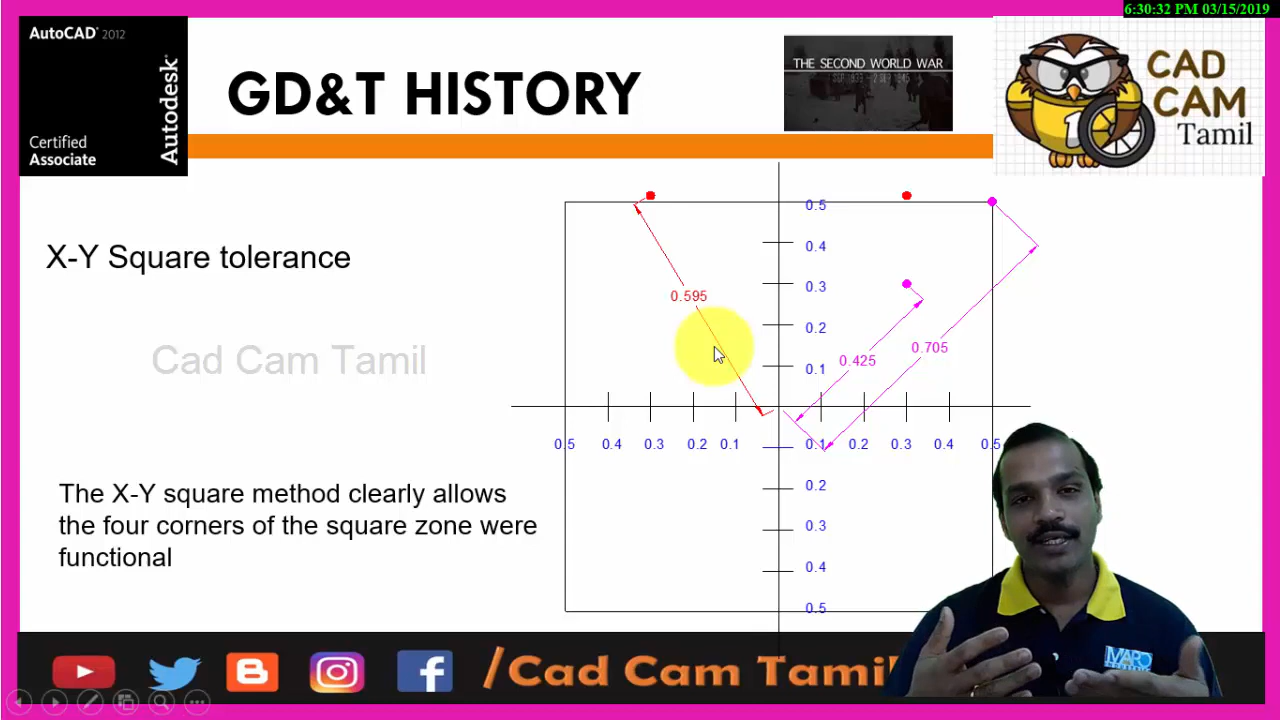 6:30:32 PM 03/15/2019
AutoCAD® 2012
Certified
Associate
Autodesk®
GD&T HISTORY
THE SECOND WORLD WAR
CAD
CAM
Tamil
1
X-Y Square tolerance
Cad Cam Tamil
The X-Y square method clearly allows
the four corners of the square zone were
functional
0.5
0.4
0.3
0.2
0.1
0.595
0.425
0.705
0.5 0.4 0.3 0.2 0.1 0.1 0.2 0.3 0.4 0.5
0.2
0.3
0.4
0.5
/Cad Cam Tamil